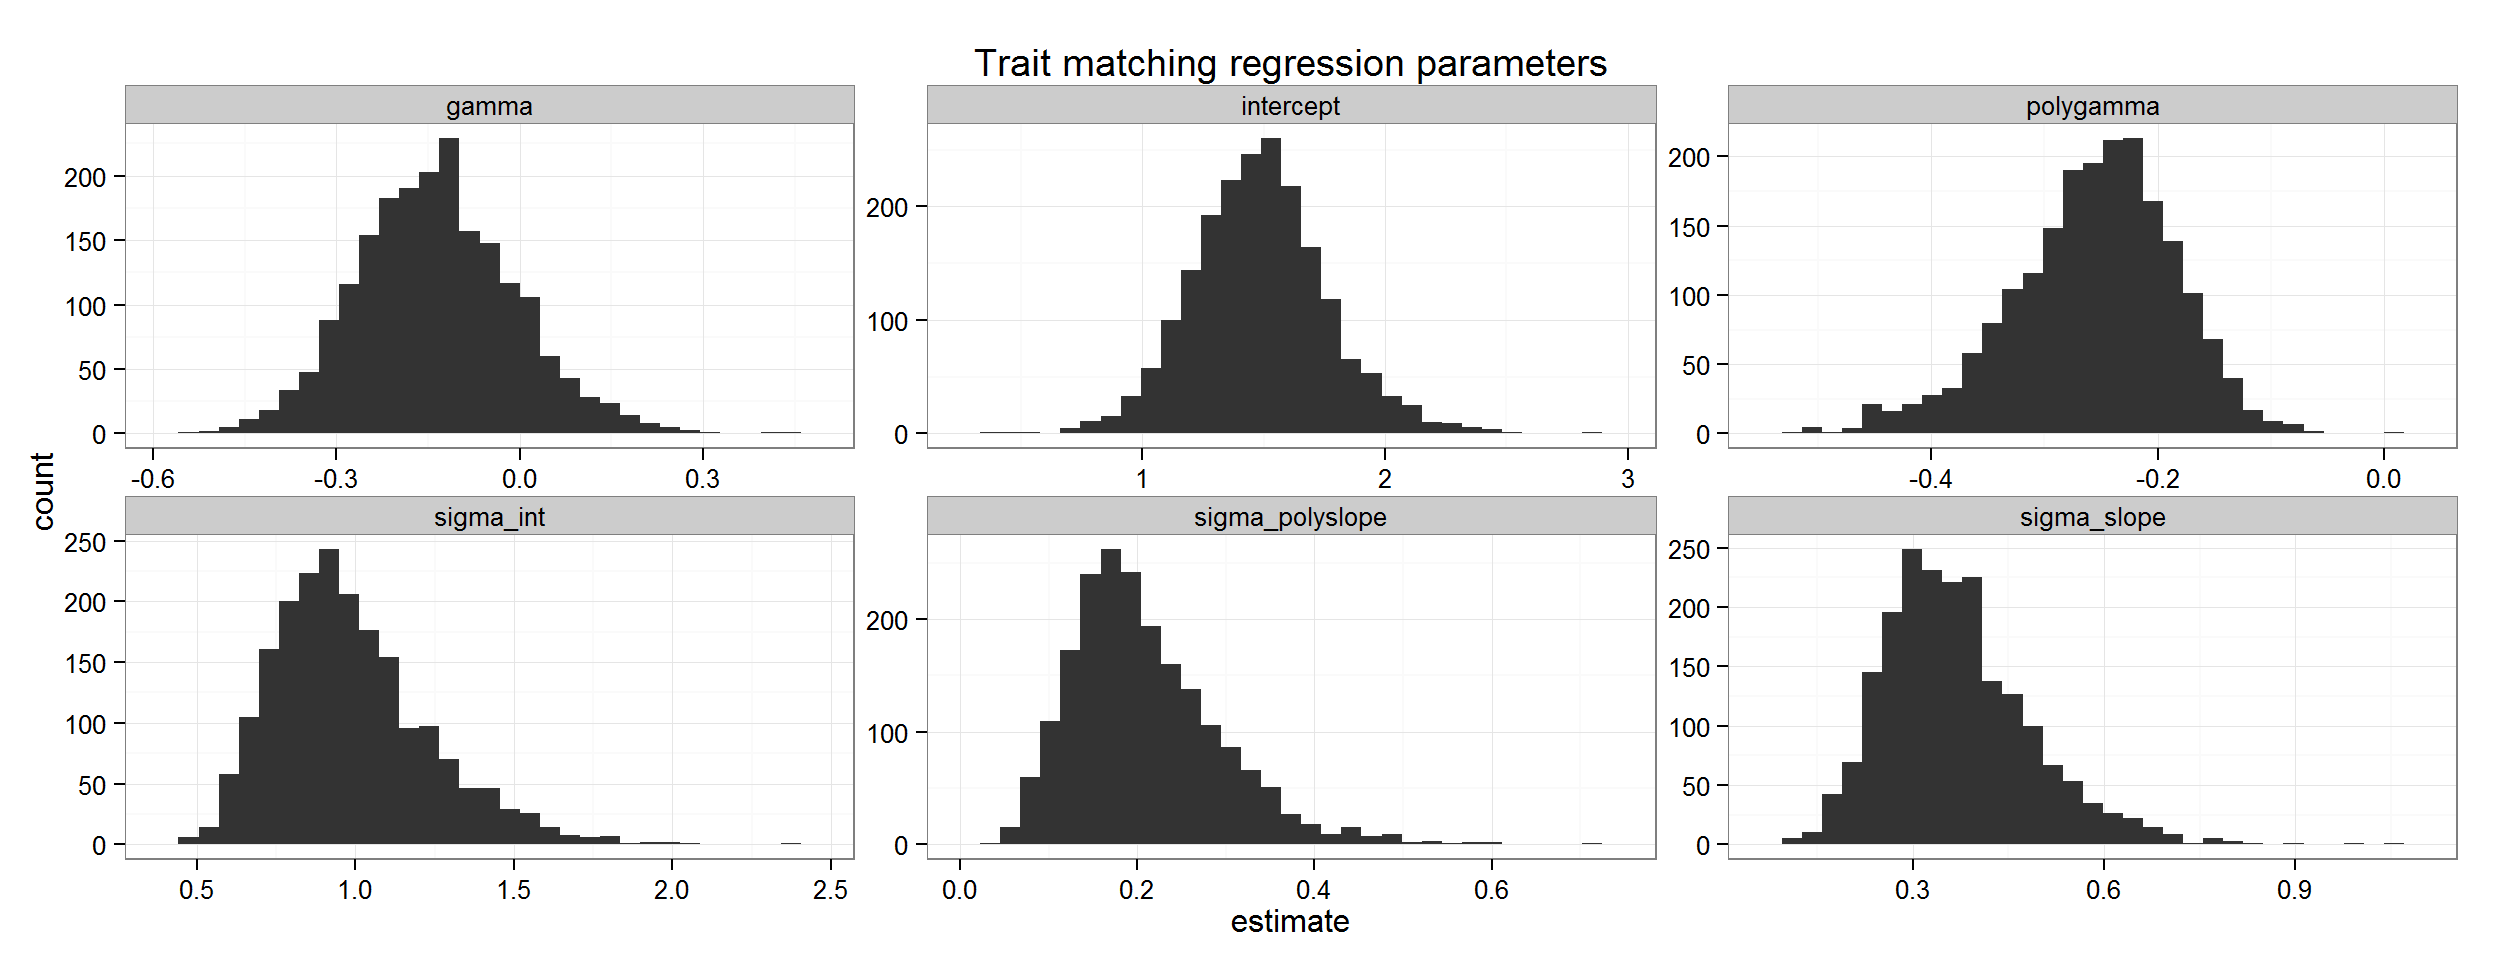 Trait matching regression parameters
gamma
intercept
polygamma
200
150
100
50
0
-0.6 -0.3 0.0 0.3
200
100
0
1 2 3
200
150
100
50
0
-0.4 -0.2 0.0
count
sigma_int
sigma_polyslope
sigma_slope
250
200
150
100
50
0
0.5 1.0 1.5 2.0 2.5
200
100
0
0.0 0.2 0.4 0.6
250
200
150
100
50
0
0.3 0.6 0.9
estimate